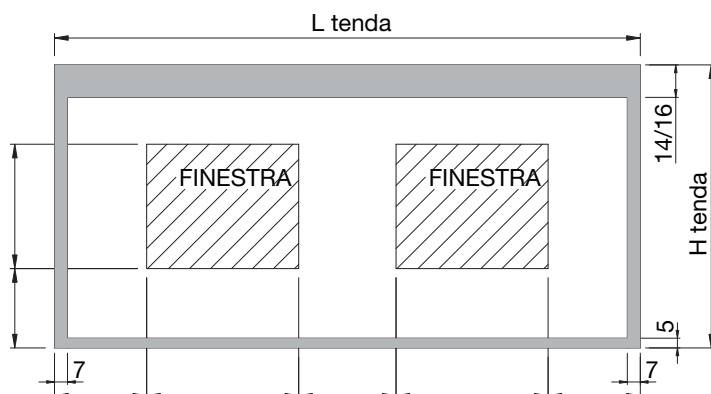 L tenda
14/16
FINESTRA
FINESTRA
H tenda
5
7
7